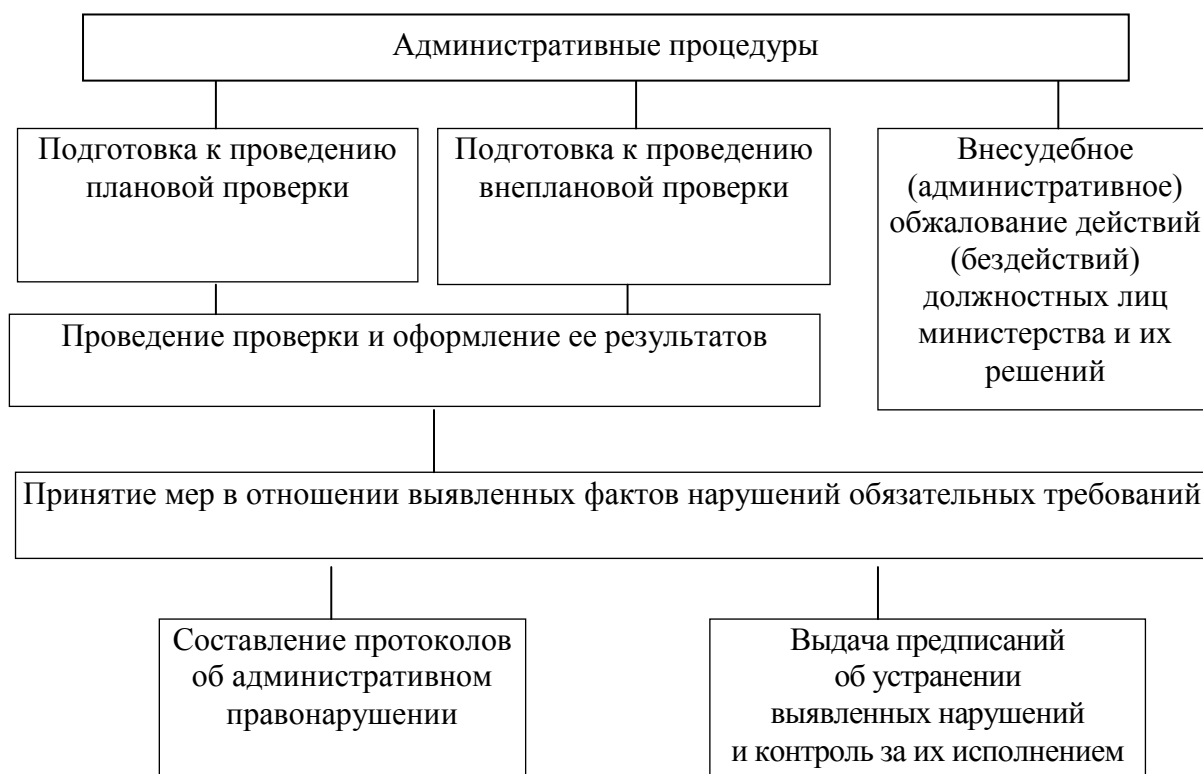 Административные процедуры
Подготовка к проведению
плановой проверки
Подготовка к проведению
внеплановой проверки
Внесудебное
(административное)
обжалование действий
(бездействий)
должностных лиц
министерства и их
решений
Проведение проверки и оформление ее результатов
Принятие мер в отношении выявленных фактов нарушений обязательных требований
Составление протоколов
об административном
правонарушении
Выдача предписаний
об устранении
выявленных нарушений
и контроль за их исполнением